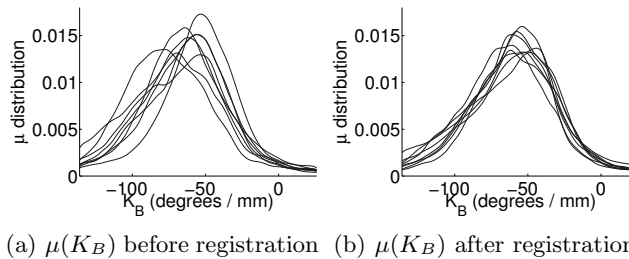 0.015
0.01
0.005
0
μ distribution
−100 −50 0
K_B (degrees / mm)
0.015
0.01
0.005
0
μ distribution
−100 −50 0
K_B (degrees / mm)
(a) μ(K_B) before registration (b) μ(K_B) after registration